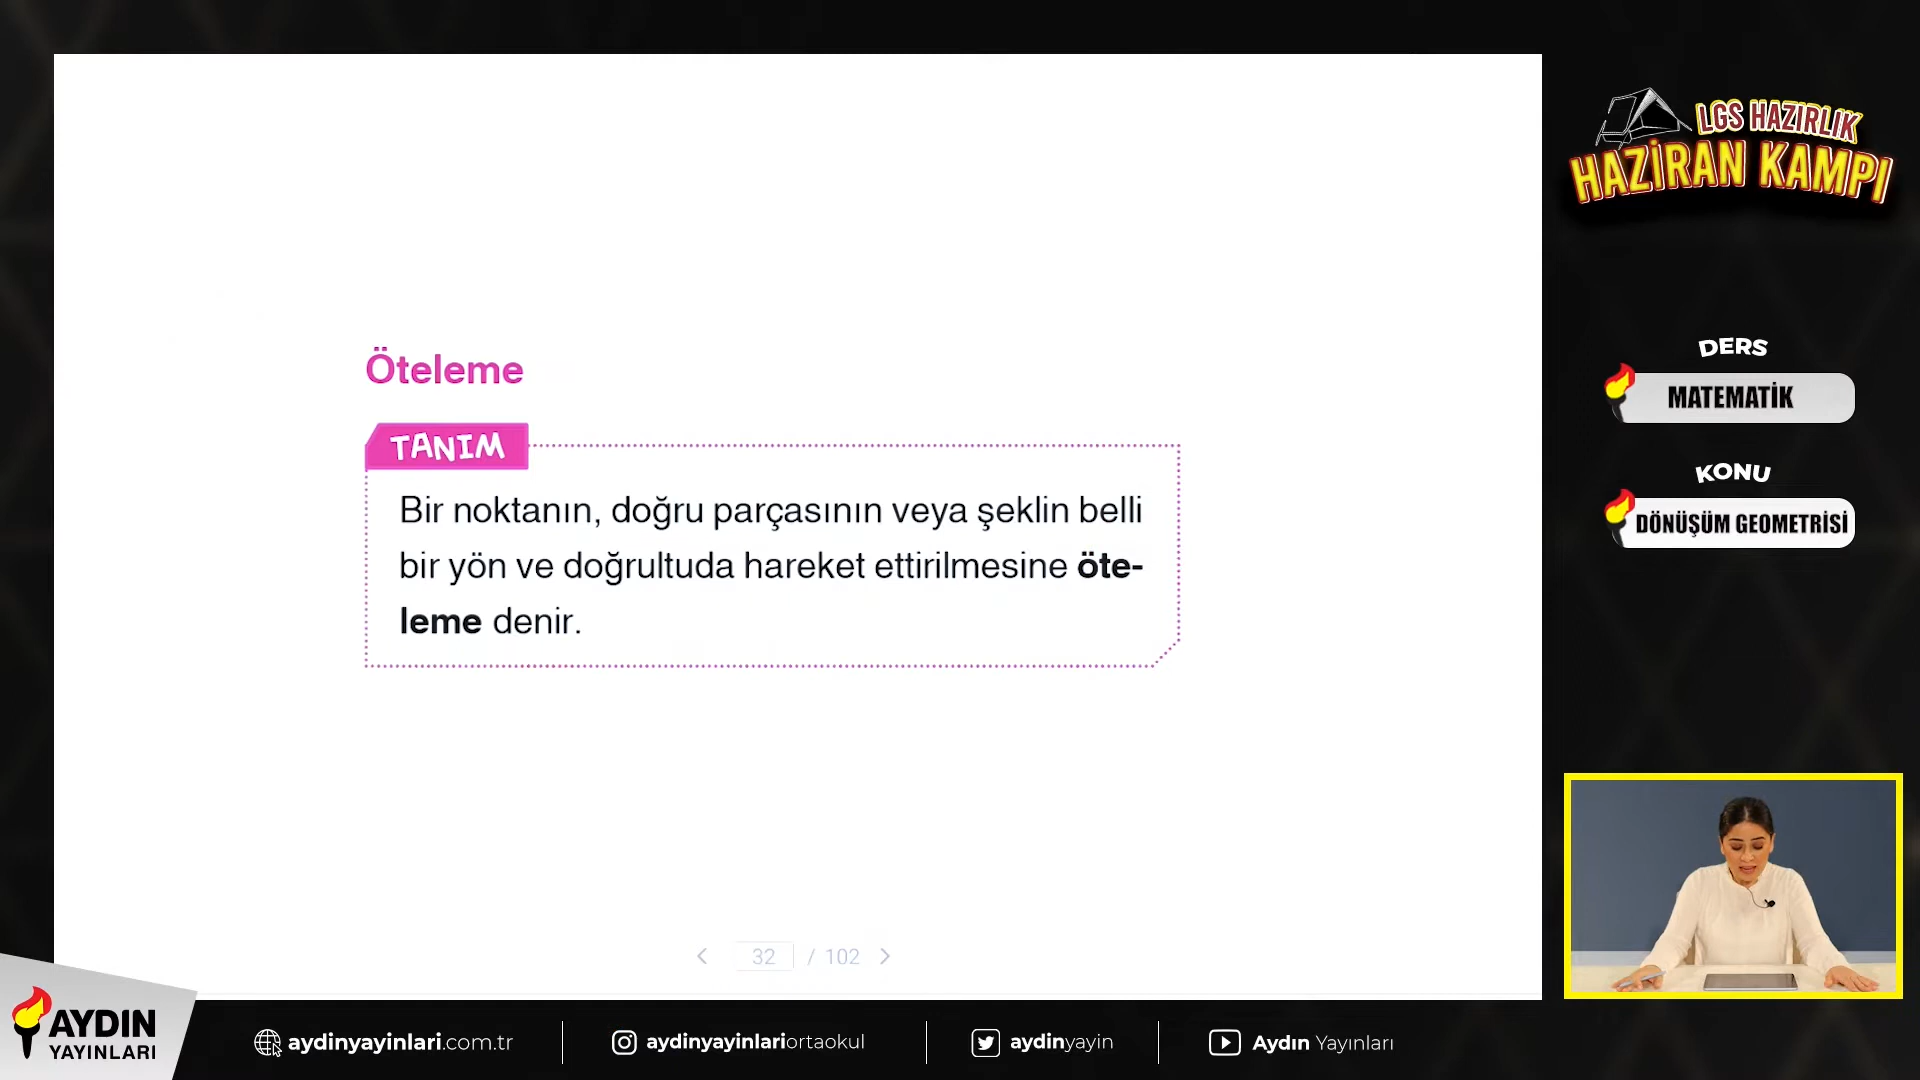 Öteleme
TANIM
Bir noktanın, doğru parçasının veya şeklin belli
bir yön ve doğrultuda hareket ettirilmesine öte-
leme denir.
32 / 102
LGS HAZIRLIK
HAZİRAN KAMPI
DERS
MATEMATİK
KONU
DÖNÜŞÜM GEOMETRİSİ
AYDIN
YAYINLARI
aydinyayinlari.com.tr
aydinyayinlariortaokul
aydinyayin
Aydın Yayınları